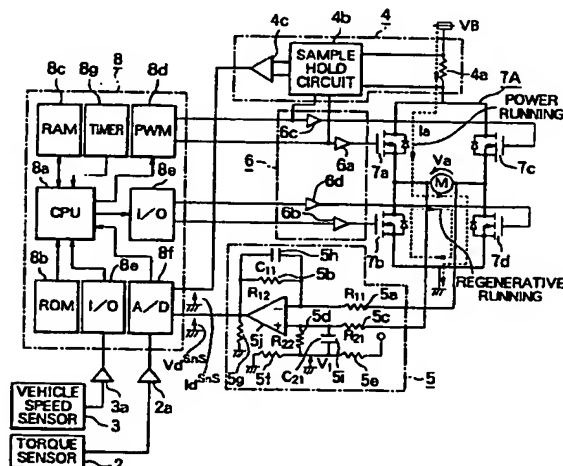 4c
4b
4
VB
8
8c
8g
8d
SAMPLE
HOLD
CIRCUIT
4a
7A
RAM
TIMER
PWM
6c
Ia
POWER
RUNNING
8a
6
6a
7a
Va
7c
CPU
8e
I/O
6d
M
6b
8b
8e
8f
7b
7d
ROM
I/O
A/D
5h
C11
5b
REGENERATIVE
RUNNING
R12
R11
5a
5d
5c
5j
R21
R22
5g
5f
C21
V1
5i
5e
5
VdSnS
IdSnS
VEHICLE
SPEED
SENSOR
3a
3
2a
TORQUE
SENSOR
2